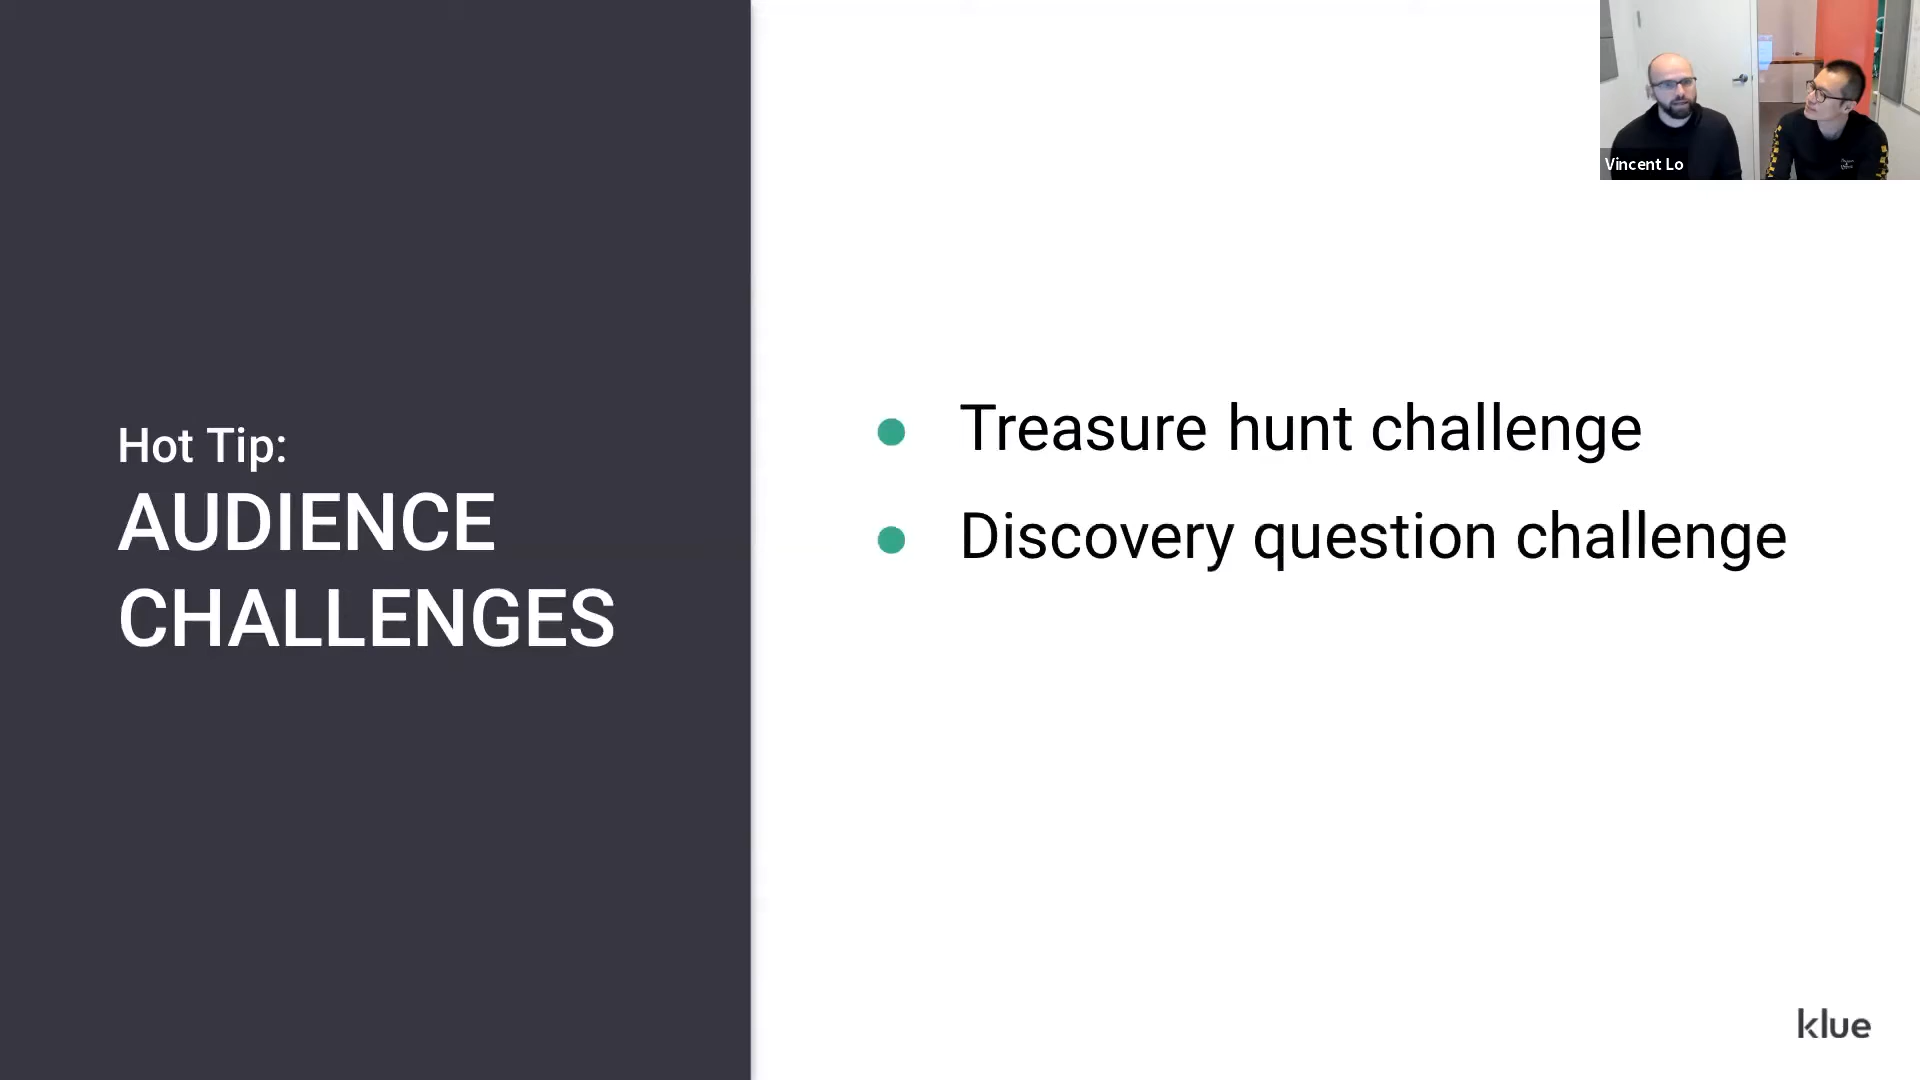 Vincent Lo
Hot Tip:
AUDIENCE
CHALLENGES
Treasure hunt challenge
Discovery question challenge
klue